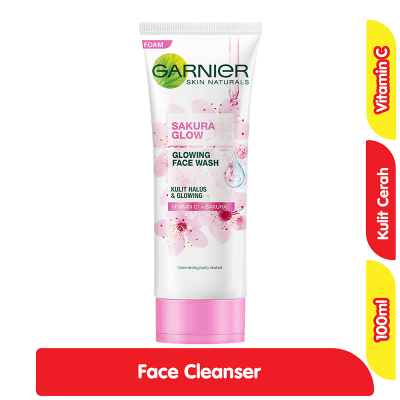 FOAM
GARNIER
SKIN NATURALS
SAKURA
GLOW
GLOWING
FACE WASH
KULIT HALUS
& GLOWING
VITAMIN C* + SAKURA
Dermatologically tested
Vitamin C
Kulit Cerah
100ml
Face Cleanser